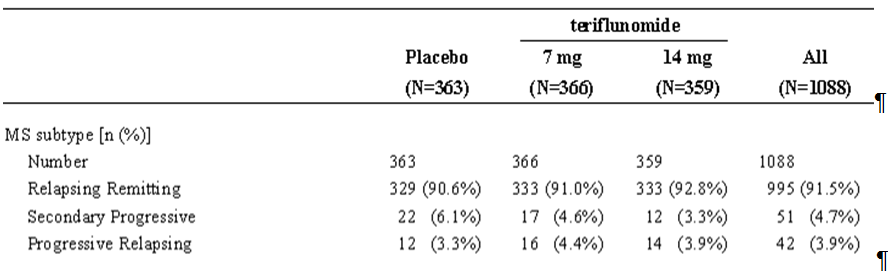 teriflunomide
Placebo 7 mg 14 mg All
(N=363) (N=366) (N=359) (N=1088)
¶
MS subtype [n (%)]
Number 363 366 359 1088
Relapsing Remitting 329 (90.6%) 333 (91.0%) 333 (92.8%) 995 (91.5%)
Secondary Progressive 22 (6.1%) 17 (4.6%) 12 (3.3%) 51 (4.7%)
Progressive Relapsing 12 (3.3%) 16 (4.4%) 14 (3.9%) 42 (3.9%)
¶